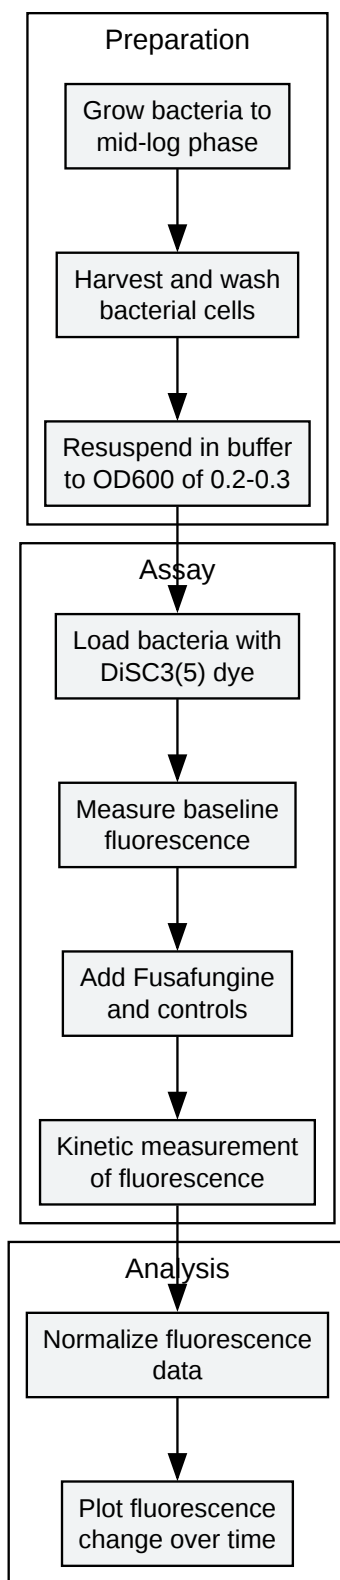 Preparation
Grow bacteria to
mid-log phase
Harvest and wash
bacterial cells
Resuspend in buffer
to OD600 of 0.2-0.3
Assay
Load bacteria with
DiSC3(5) dye
Measure baseline
fluorescence
Add Fusafungine
and controls
Kinetic measurement
of fluorescence
Analysis
Normalize fluorescence
data
Plot fluorescence
change over time